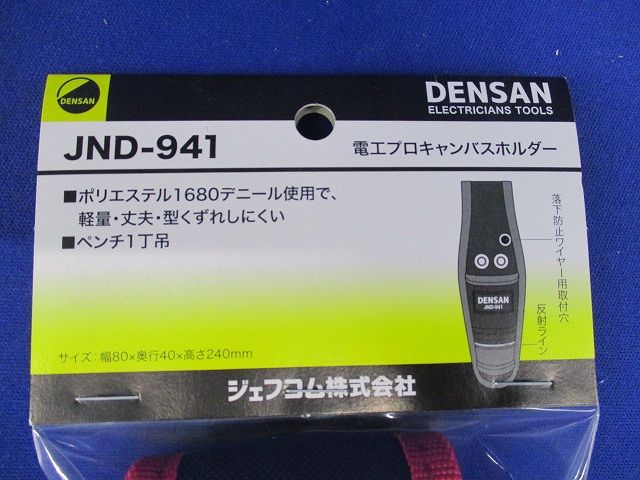 DENSAN
DENSAN
ELECTRICIANS TOOLS
JND-941
電工プロキャンバスホルダー
■ポリエステル1680デニール使用で、
軽量・丈夫・型くずれしにくい
■ペンチ1丁吊
落下防止ワイヤー用取付穴
反射ライン
DENSAN
JND-941
サイズ：幅80×奥行40×高さ240mm
ジェフコム株式会社